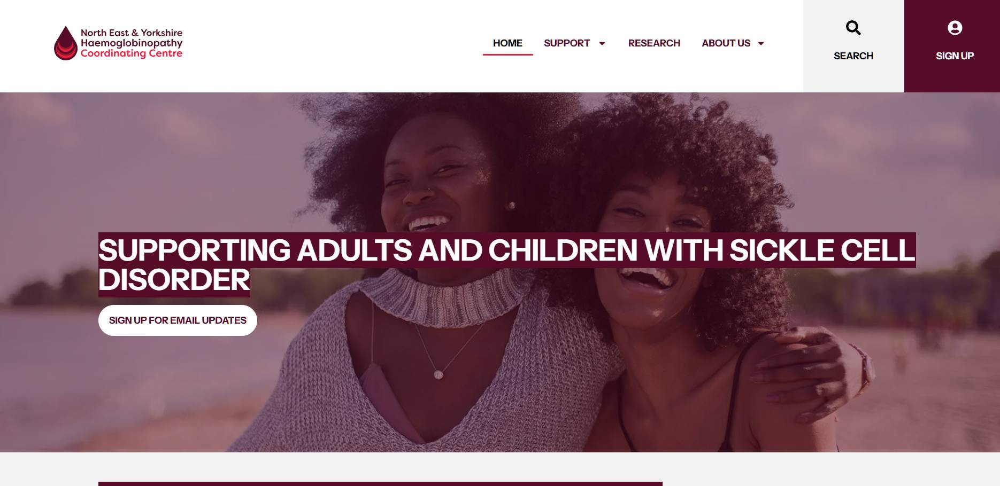 North East & Yorkshire
Haemoglobinopathy
Coordinating Centre
HOME
SUPPORT
RESEARCH
ABOUT US
SEARCH
SIGN UP
SUPPORTING ADULTS AND CHILDREN WITH SICKLE CELL
DISORDER
SIGN UP FOR EMAIL UPDATES